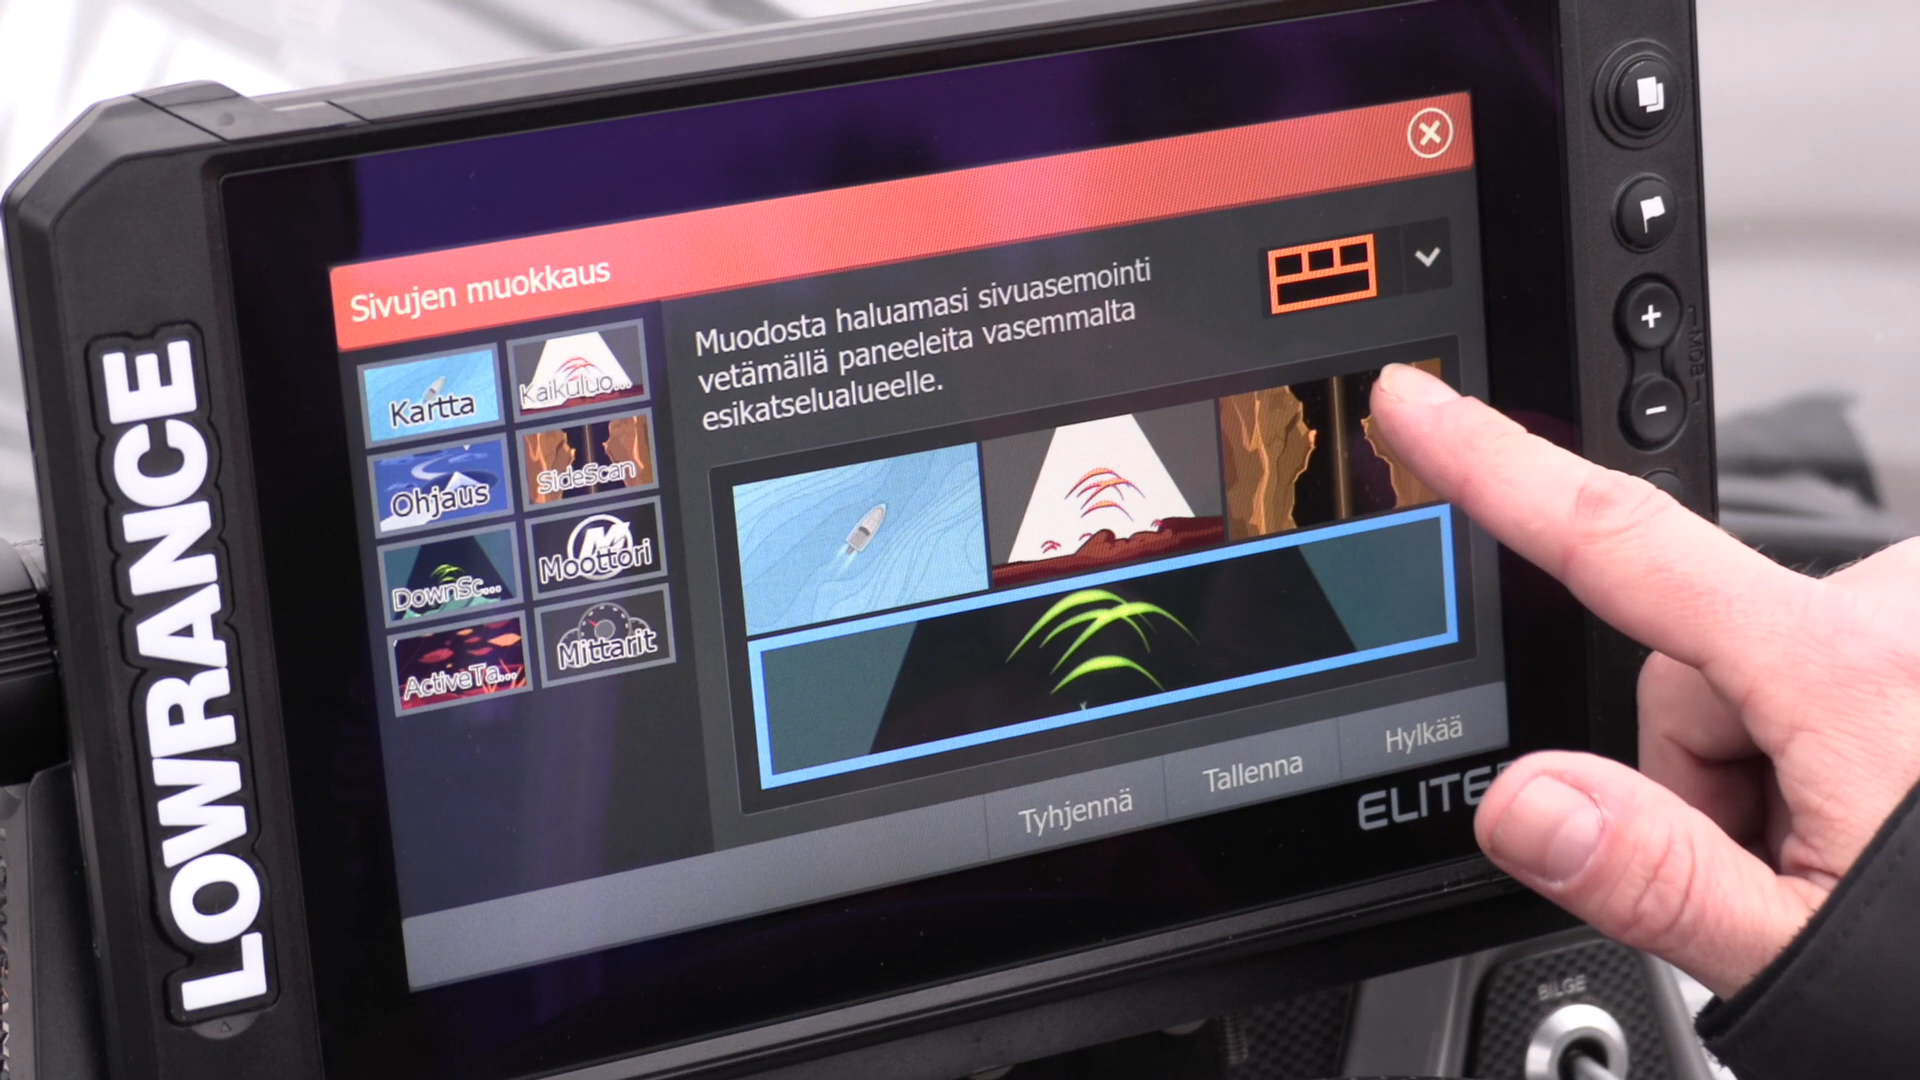 LOWRANCE
Sivujen muokkaus
Kartta
Kaikuluo...
Ohjaus
SideScan
DownSc...
Moottori
ActiveTa...
Mittarit
Muodosta haluamasi sivuasemointi
vetämällä paneeleita vasemmalta
esikatselualueelle.
Tyhjennä
Tallenna
Hylkää
ELITE
MOB
BILGE